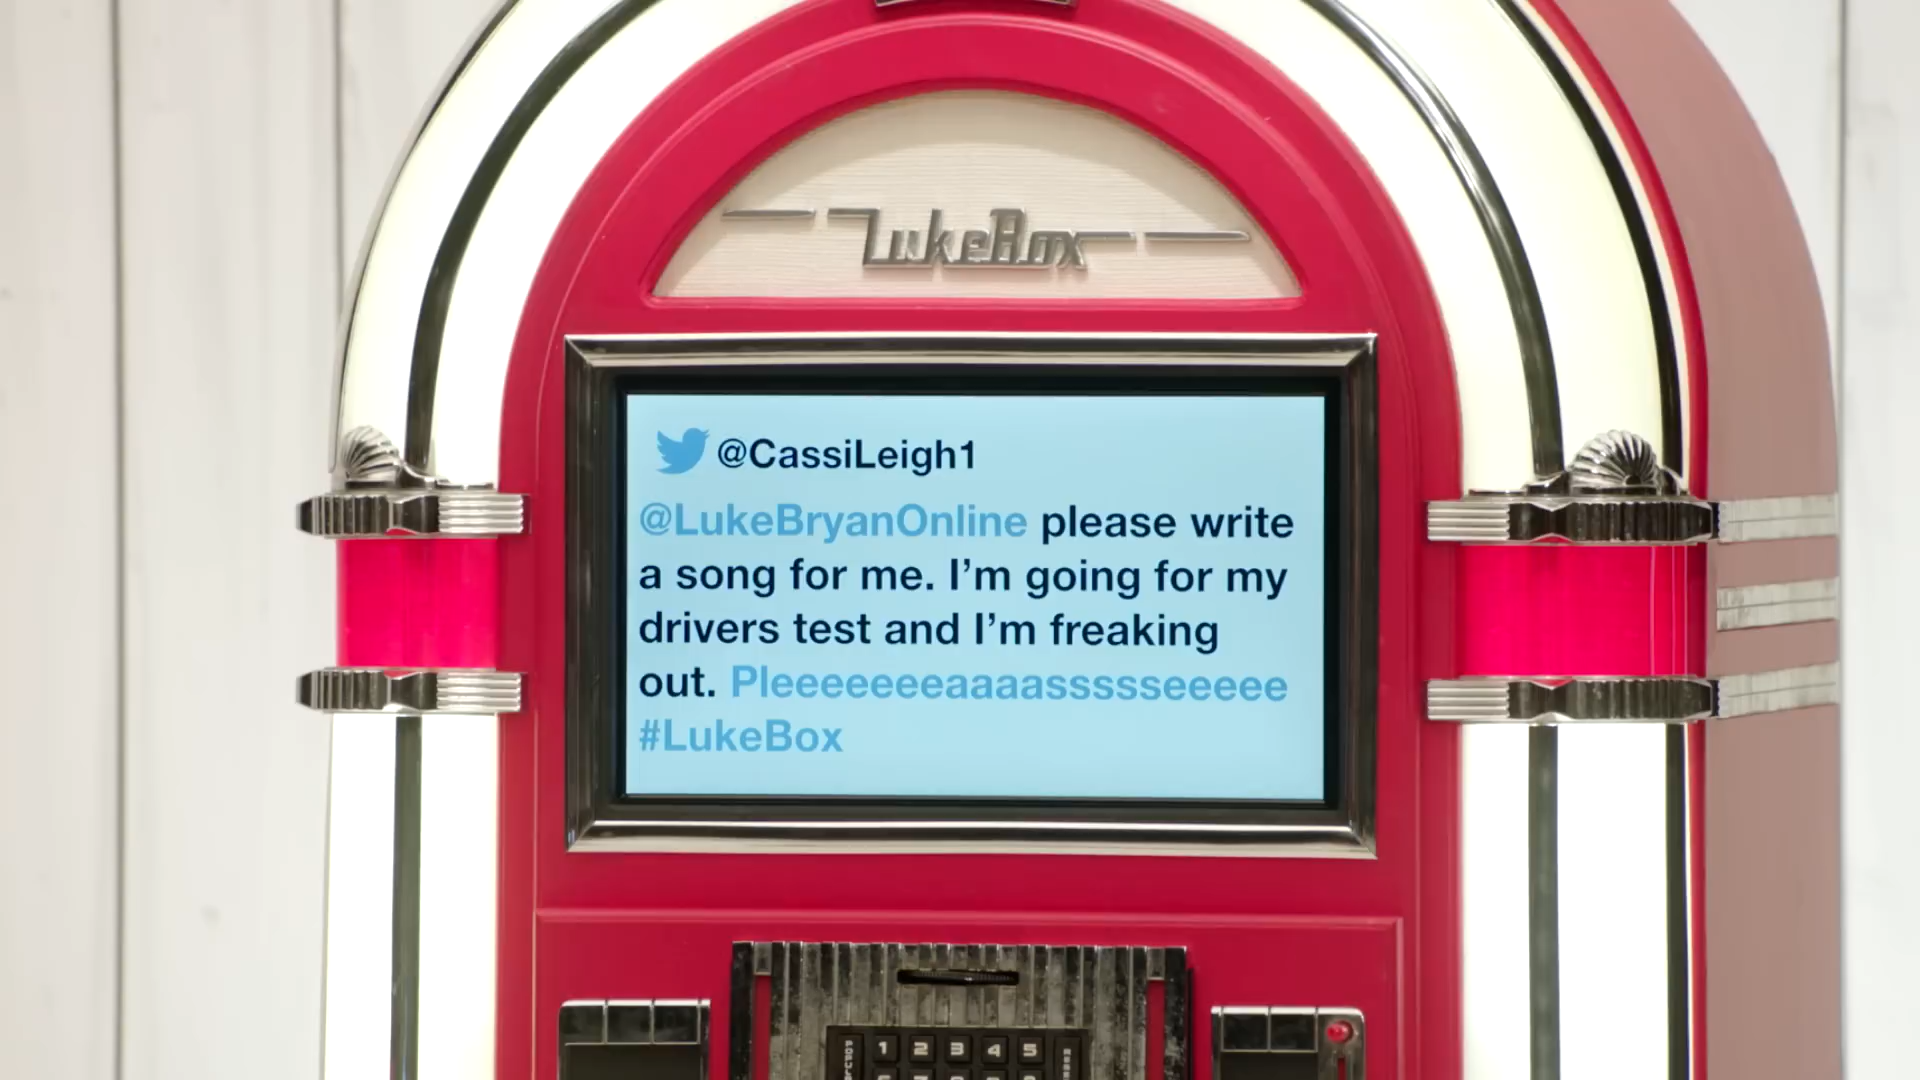 LukeBox
@CassiLeigh1
@LukeBryanOnline please write
a song for me. I'm going for my
drivers test and I'm freaking
out. Pleeeeeeeaaaassssseeeee
#LukeBox
1 2 3 4 5